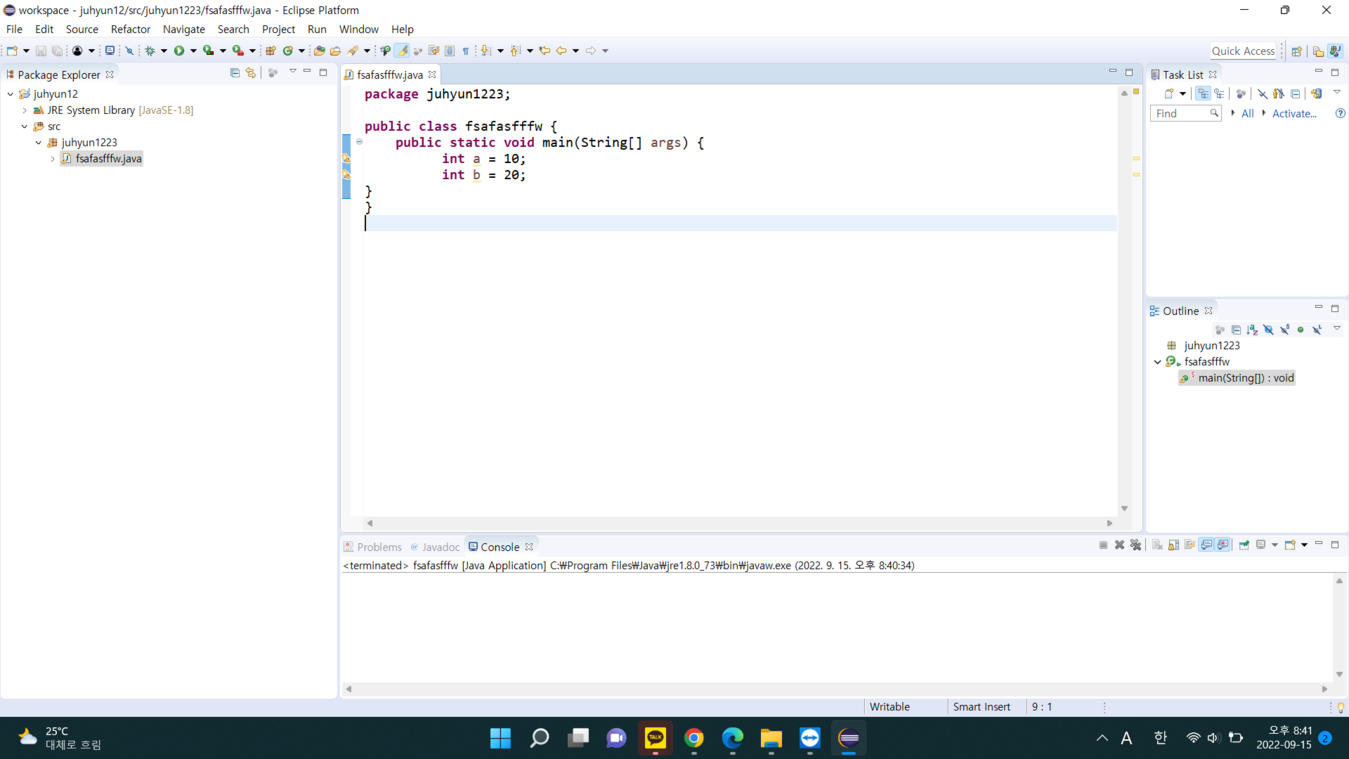 workspace - juhyun12/src/juhyun1223/fsafasfffw.java - Eclipse Platform
File Edit Source Refactor Navigate Search Project Run Window Help
Quick Access
Package Explorer
juhyun12
JRE System Library [JavaSE-1.8]
src
juhyun1223
fsafasfffw.java
fsafasfffw.java
package juhyun1223;
public class fsafasfffw {
public static void main(String[] args) {
int a = 10;
int b = 20;
}
}
Task List
Find All Activate...
Outline
juhyun1223
fsafasfffw
main(String[]) : void
Problems Javadoc Console
<terminated> fsafasfffw [Java Application] C:₩Program Files₩Java₩jre1.8.0_73₩bin₩javaw.exe (2022. 9. 15. 오후 8:40:34)
Writable Smart Insert 9 : 1
25°C
대체로 흐림
TALK
A 한
오후 8:41
2022-09-15
2